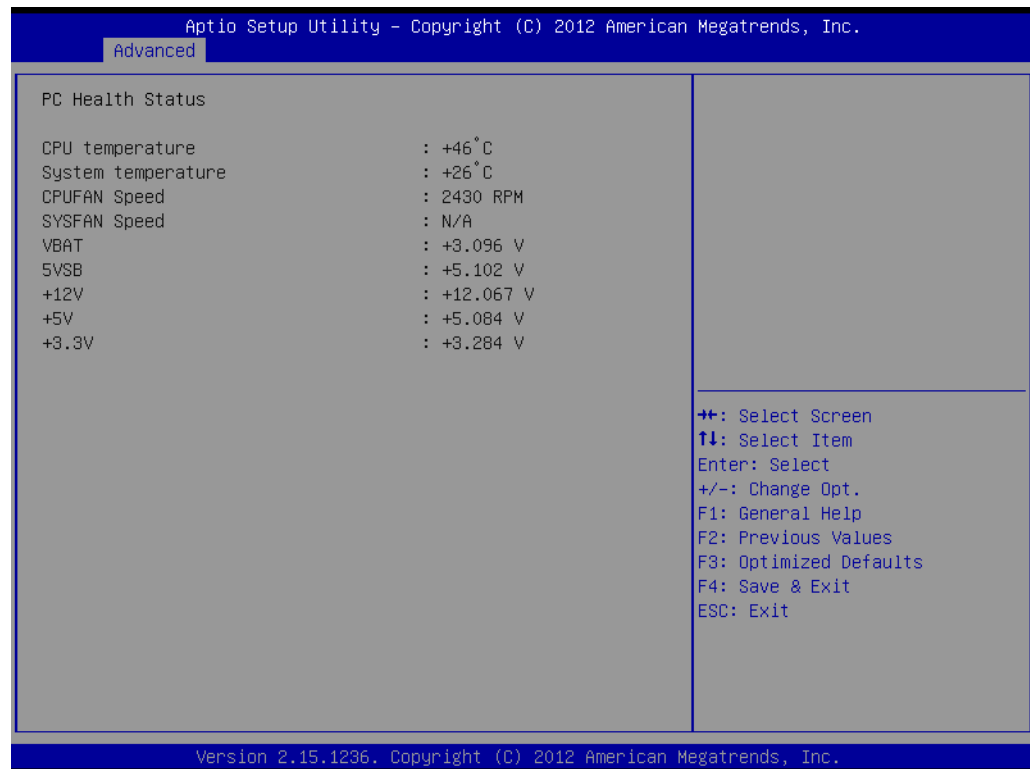 Aptio Setup Utility – Copyright (C) 2012 American Megatrends, Inc.
Advanced
PC Health Status
CPU temperature : +46°C
System temperature : +26°C
CPUFAN Speed : 2430 RPM
SYSFAN Speed : N/A
VBAT : +3.096 V
5VSB : +5.102 V
+12V : +12.067 V
+5V : +5.084 V
+3.3V : +3.284 V
→←: Select Screen
↑↓: Select Item
Enter: Select
+/-: Change Opt.
F1: General Help
F2: Previous Values
F3: Optimized Defaults
F4: Save & Exit
ESC: Exit
Version 2.15.1236. Copyright (C) 2012 American Megatrends, Inc.